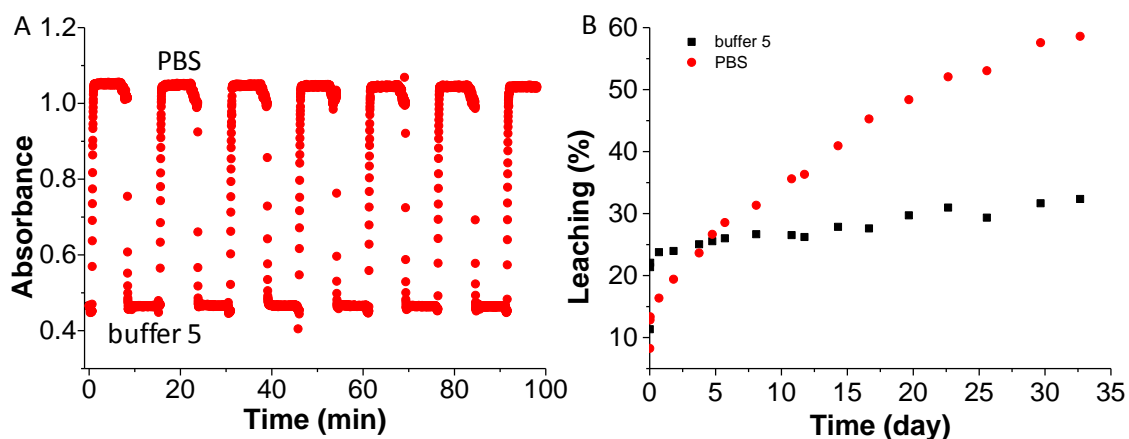 A
PBS
buffer 5
Absorbance
1.2
1.0
0.8
0.6
0.4
0 20 40 60 80 100
Time (min)
B
buffer 5
PBS
Leaching (%)
60
50
40
30
20
10
0 5 10 15 20 25 30 35
Time (day)